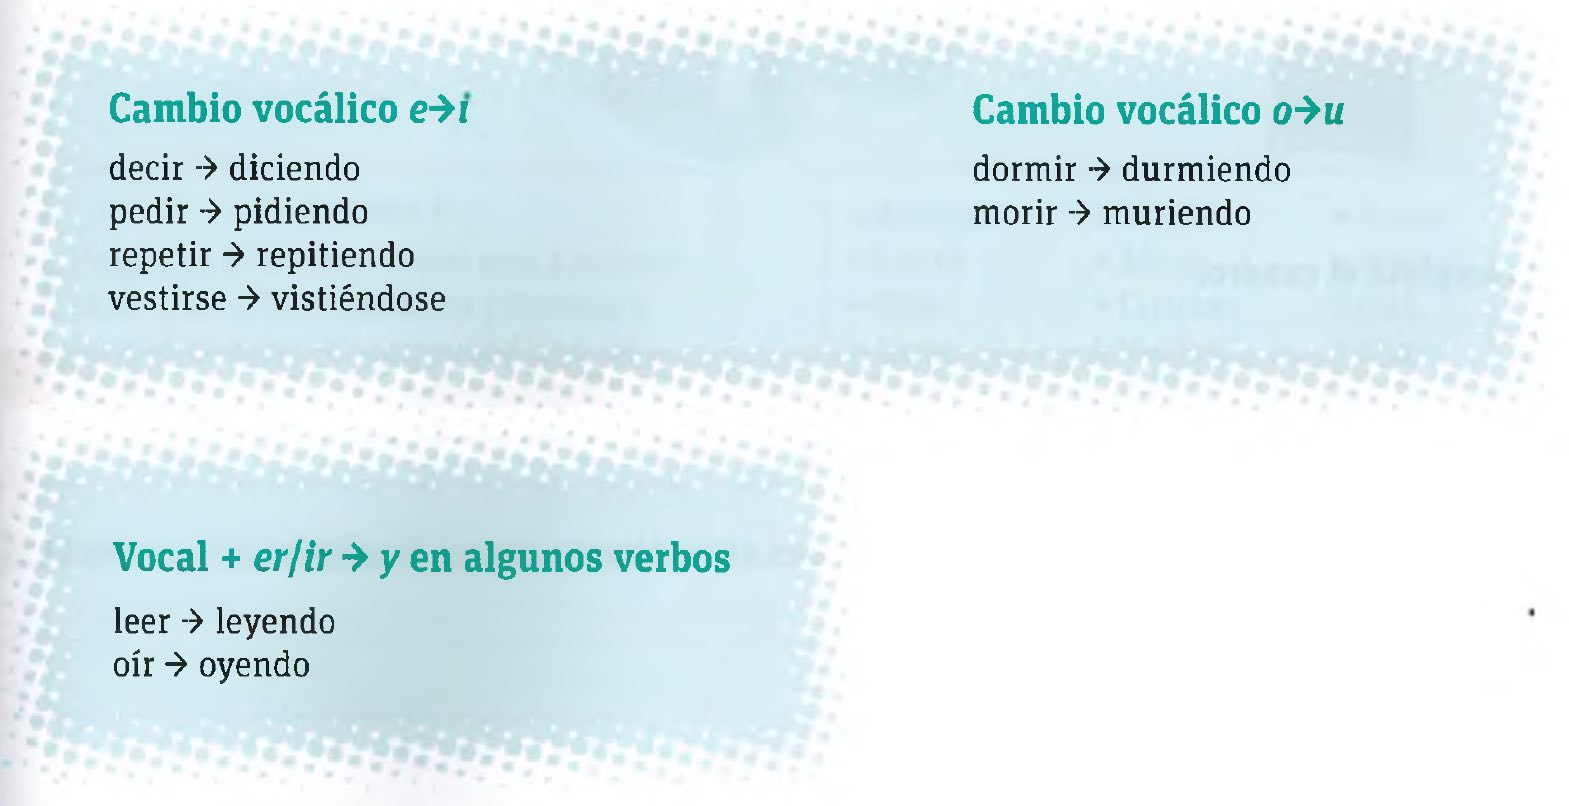 Cambio vocálico e→i
decir → diciendo
pedir → pidiendo
repetir → repitiendo
vestirse → vistiéndose
Cambio vocálico o→u
dormir → durmiendo
morir → muriendo
Vocal + er/ir → y en algunos verbos
leer → leyendo
oír → oyendo